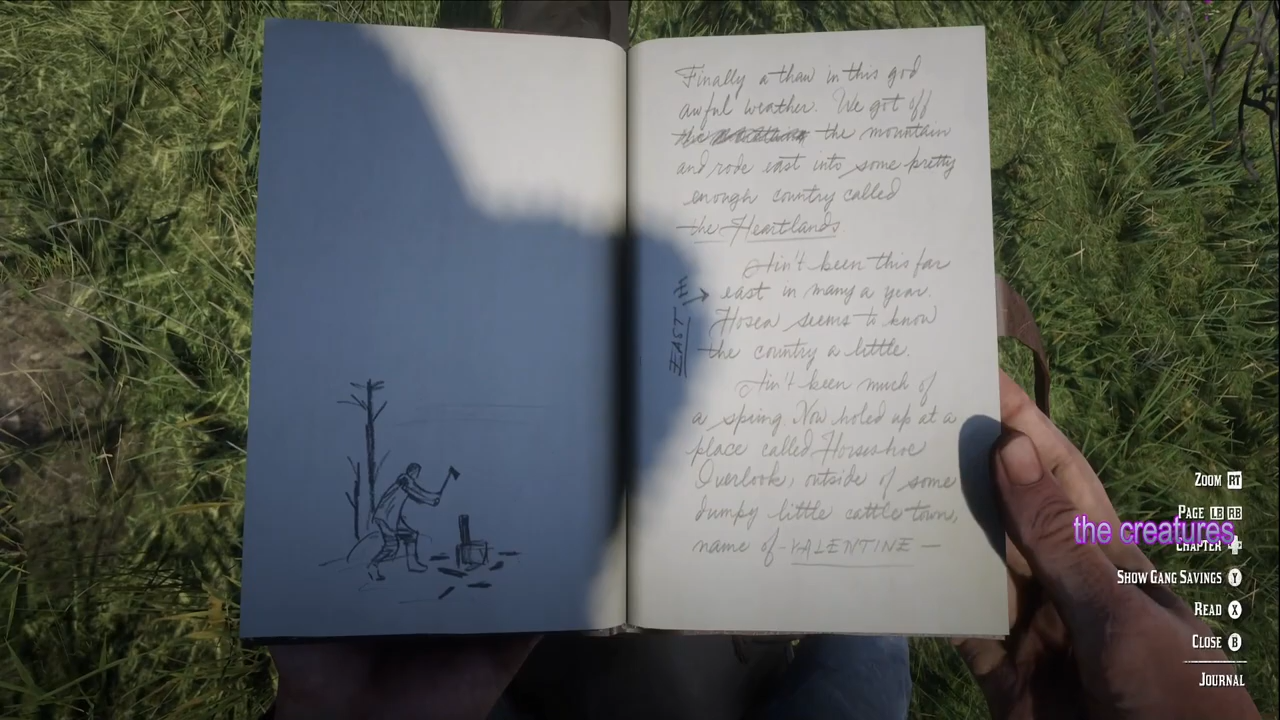 Finally a thaw in this god
awful weather. We got off
the the mountain
and rode east into some pretty
enough country called
the Heartlands.
Ain't been this far
east in many a year.
Hosea seems to know
the country a little.
EAST
Ain't been much of
a spring. Now holed up at a
place called Horseshoe
Overlook, outside of some
dumpy little cattle town,
name of - VALENTINE -
ZOOM RT
PAGE LB RB
the creatures
CHAPTER
SHOW GANG SAVINGS Y
READ X
CLOSE B
JOURNAL